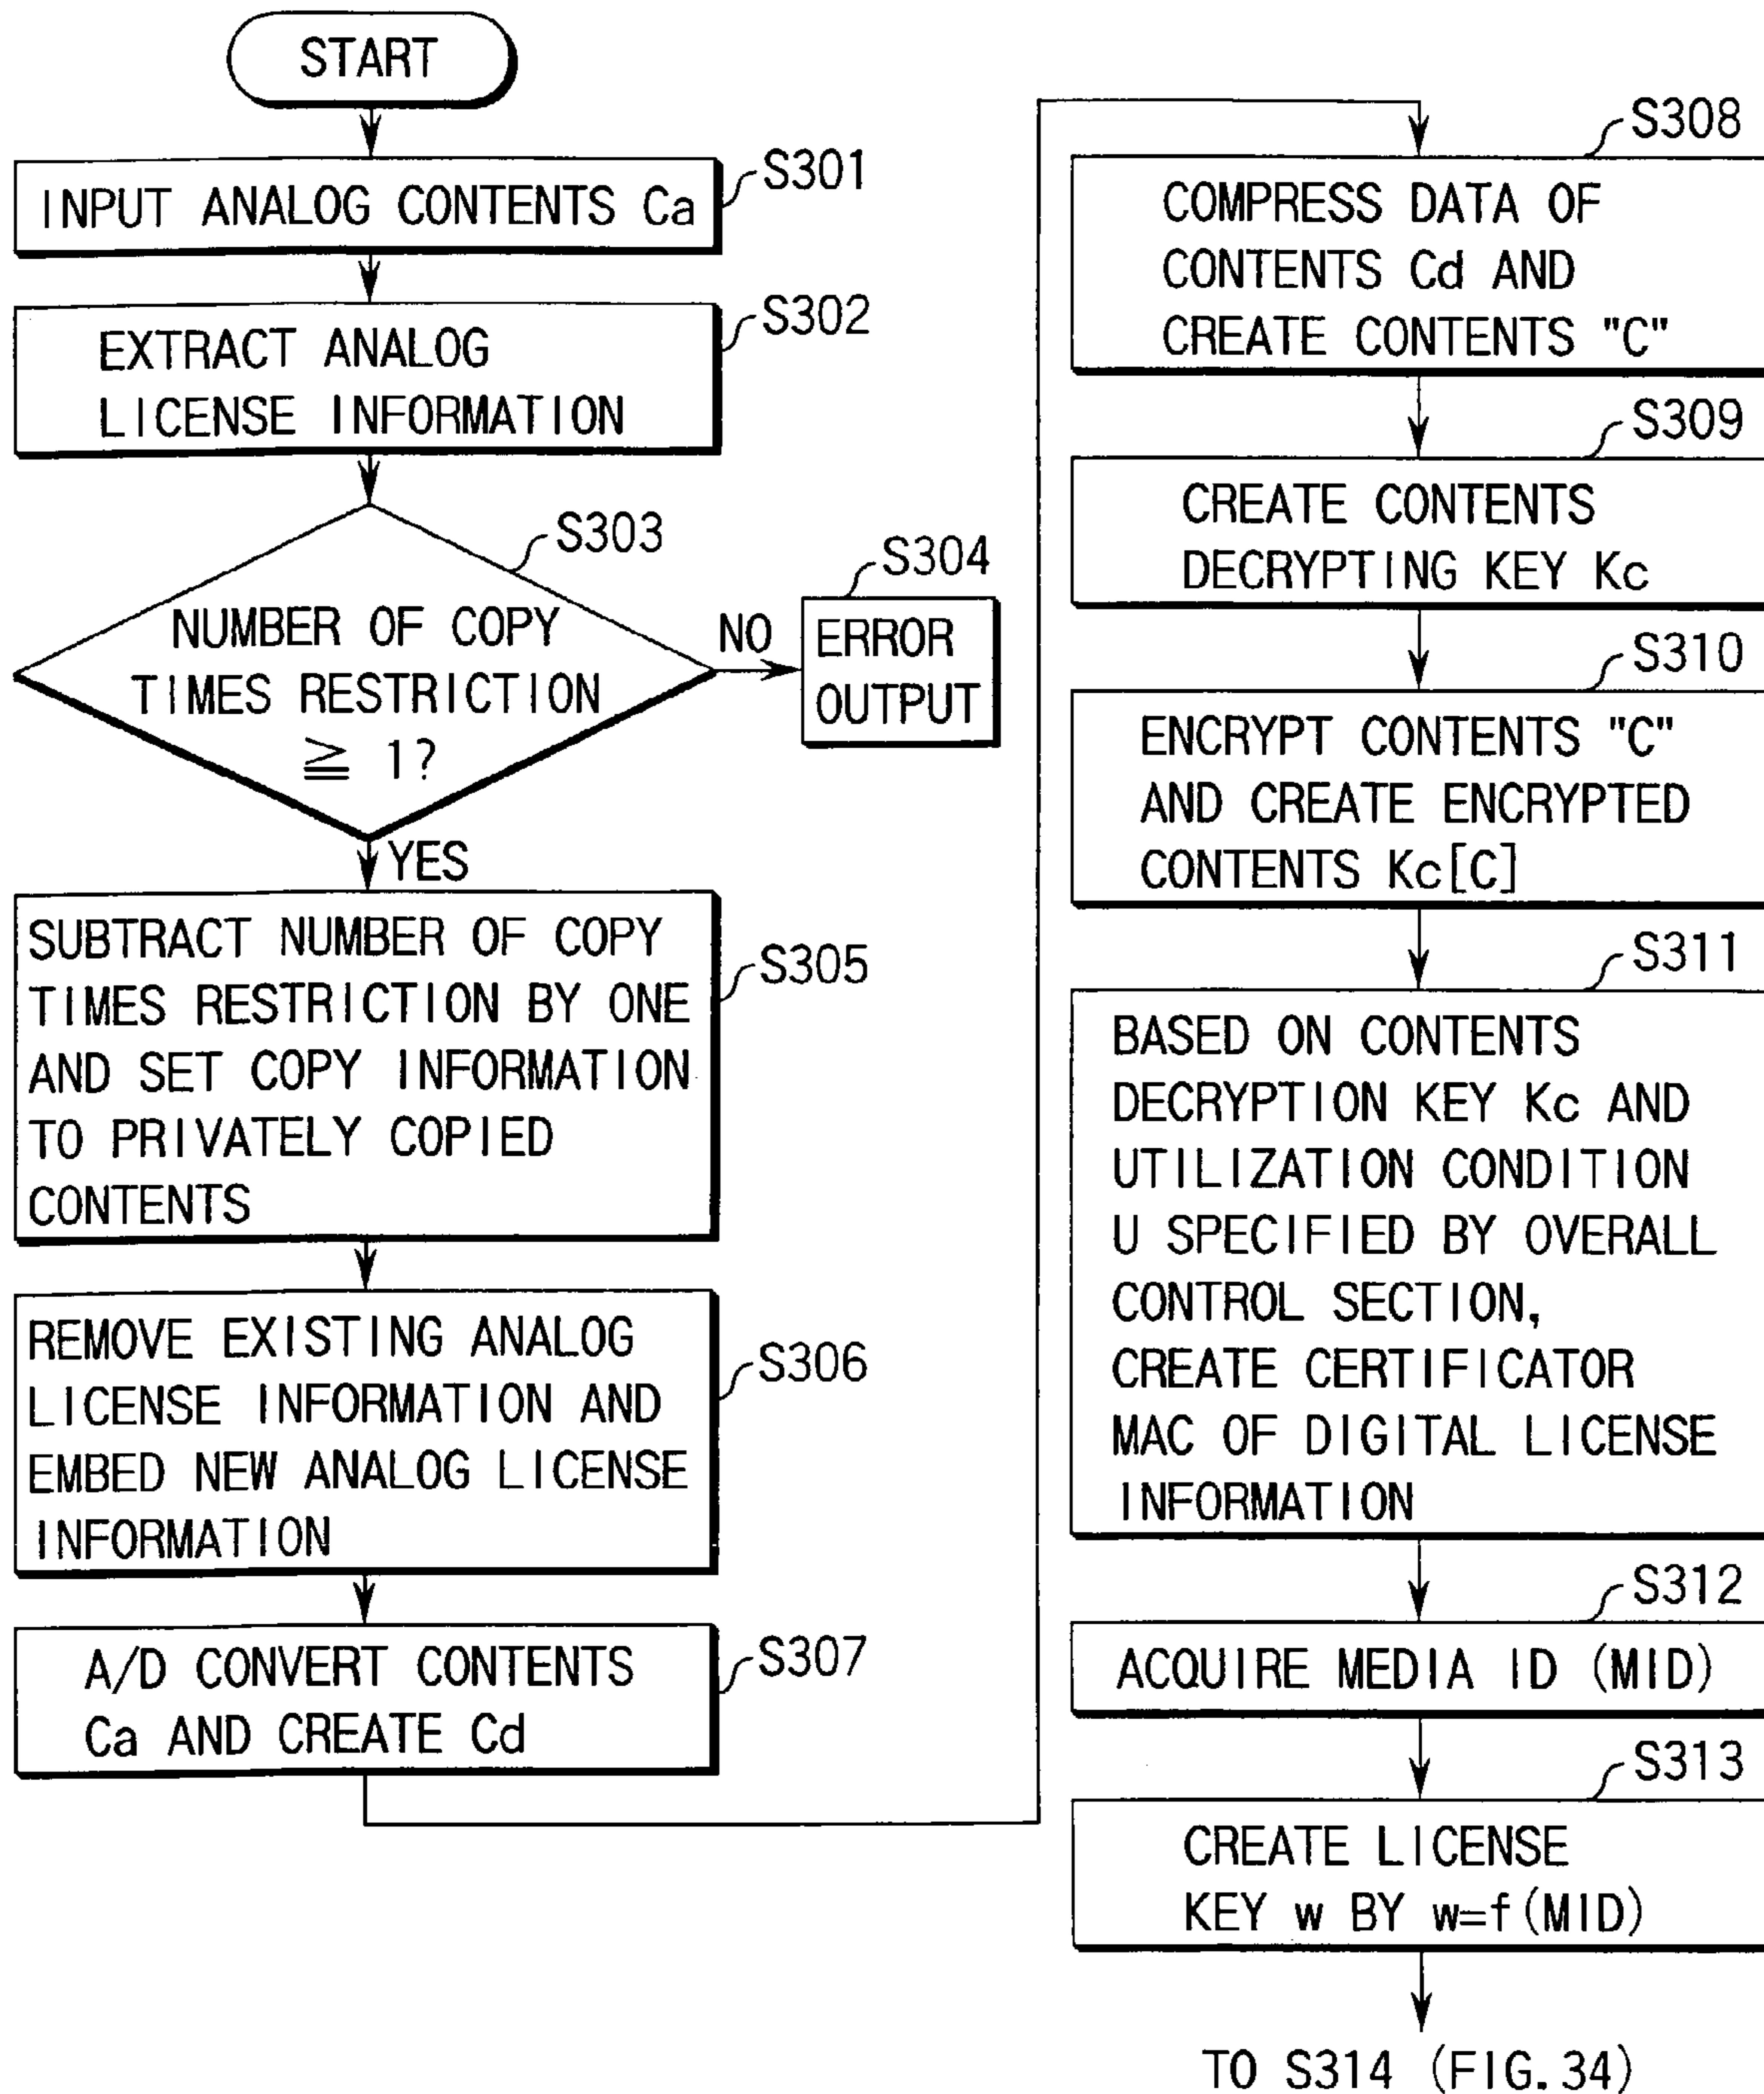 START
S301
INPUT ANALOG CONTENTS Ca
S302
EXTRACT ANALOG
LICENSE INFORMATION
S303
NUMBER OF COPY
TIMES RESTRICTION
≧ 1?
NO
S304
ERROR
OUTPUT
YES
S305
SUBTRACT NUMBER OF COPY
TIMES RESTRICTION BY ONE
AND SET COPY INFORMATION
TO PRIVATELY COPIED
CONTENTS
S306
REMOVE EXISTING ANALOG
LICENSE INFORMATION AND
EMBED NEW ANALOG LICENSE
INFORMATION
S307
A/D CONVERT CONTENTS
Ca AND CREATE Cd
S308
COMPRESS DATA OF
CONTENTS Cd AND
CREATE CONTENTS "C"
S309
CREATE CONTENTS
DECRYPTING KEY Kc
S310
ENCRYPT CONTENTS "C"
AND CREATE ENCRYPTED
CONTENTS Kc[C]
S311
BASED ON CONTENTS
DECRYPTION KEY Kc AND
UTILIZATION CONDITION
U SPECIFIED BY OVERALL
CONTROL SECTION,
CREATE CERTIFICATOR
MAC OF DIGITAL LICENSE
INFORMATION
S312
ACQUIRE MEDIA ID (MID)
S313
CREATE LICENSE
KEY w BY w=f(MID)
TO S314 (FIG.34)